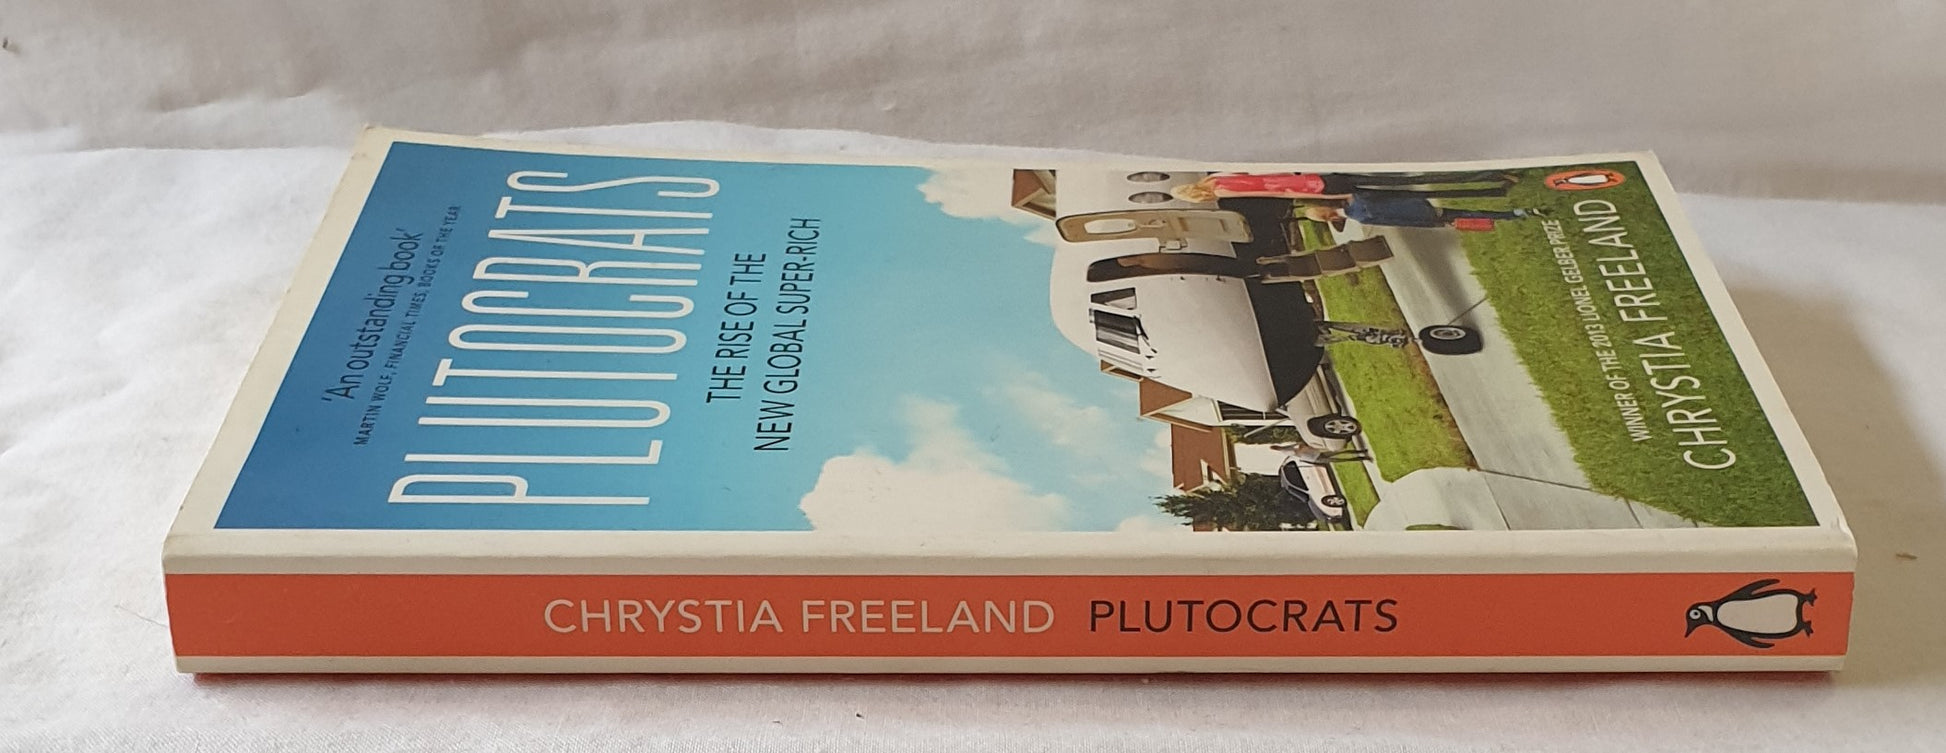 'An outstanding book'
MARTIN WOLF, FINANCIAL TIMES, BOOKS OF THE YEAR
PLUTOCRATS
THE RISE OF THE
NEW GLOBAL SUPER-RICH
WINNER OF THE 2013 LIONEL GELBER PRIZE
CHRYSTIA FREELAND
CHRYSTIA FREELAND PLUTOCRATS